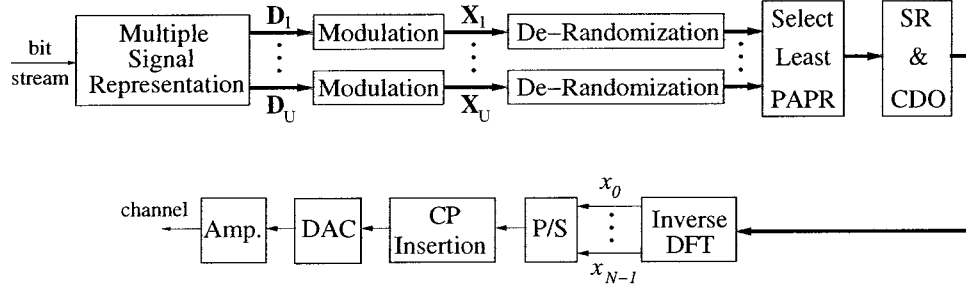 bit
stream
Multiple
Signal
Representation
D1
DU
Modulation
Modulation
X1
XU
De-Randomization
De-Randomization
Select
Least
PAPR
SR
&
CDO
channel
Amp.
DAC
CP
Insertion
P/S
x0
xN-1
Inverse
DFT